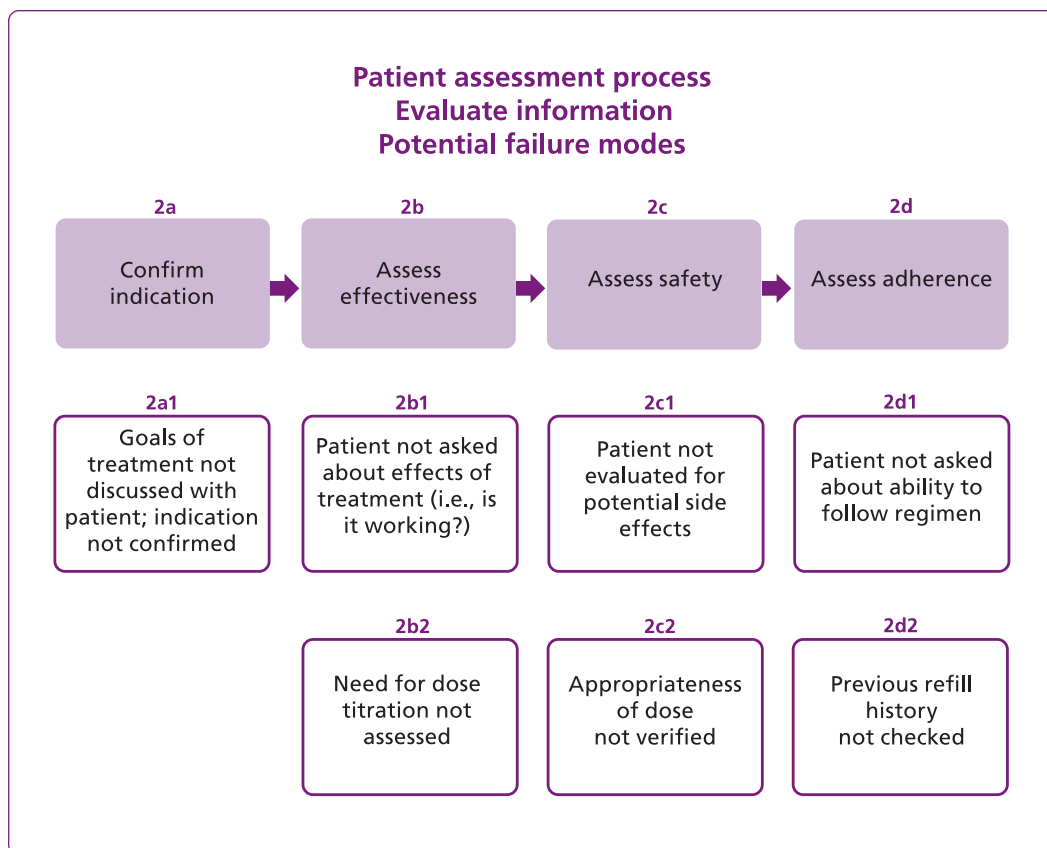 Patient assessment process
Evaluate information
Potential failure modes
2a
Confirm
indication
2b
Assess
effectiveness
2c
Assess safety
2d
Assess adherence
2a1
Goals of
treatment not
discussed with
patient; indication
not confirmed
2b1
Patient not asked
about effects of
treatment (i.e., is
it working?)
2c1
Patient not
evaluated for
potential side
effects
2d1
Patient not asked
about ability to
follow regimen
2b2
Need for dose
titration not
assessed
2c2
Appropriateness
of dose
not verified
2d2
Previous refill
history
not checked